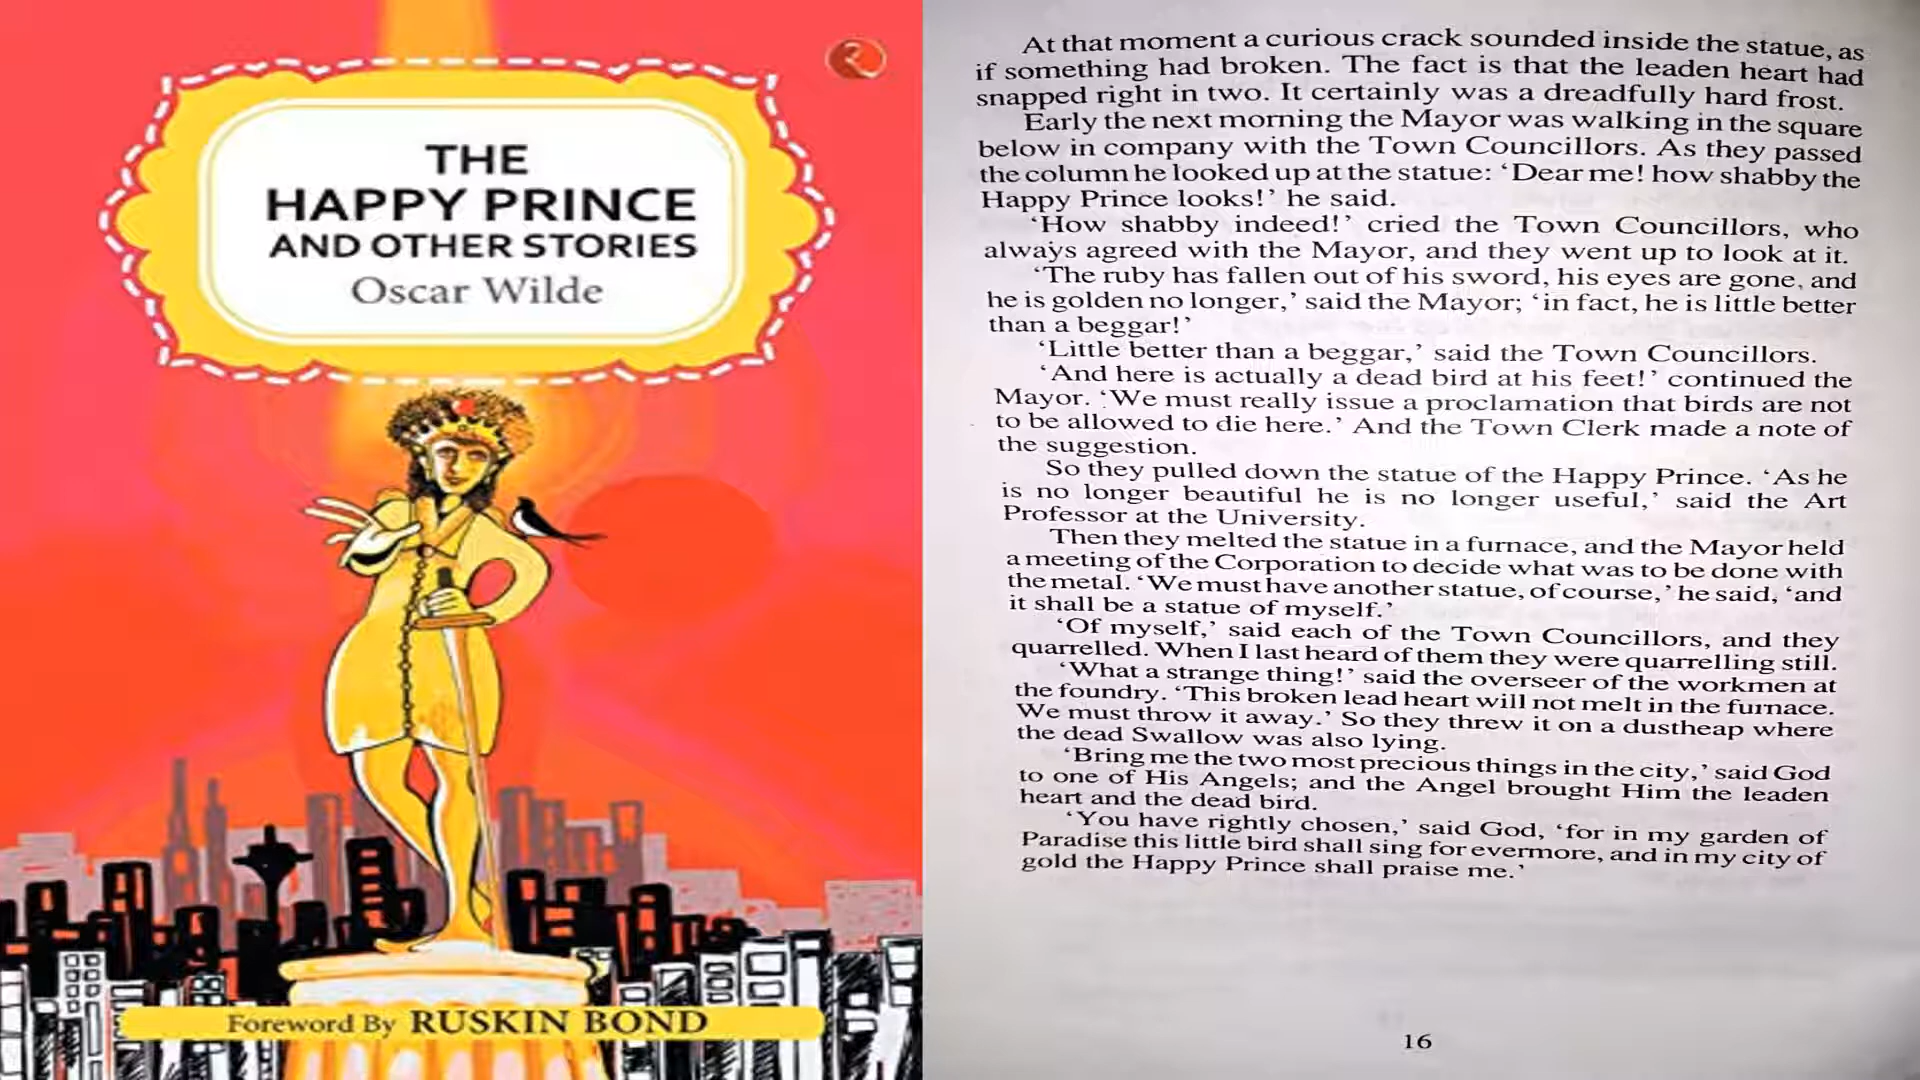 THE
HAPPY PRINCE
AND OTHER STORIES
Oscar Wilde
Foreword By RUSKIN BOND
At that moment a curious crack sounded inside the statue, as
if something had broken. The fact is that the leaden heart had
snapped right in two. It certainly was a dreadfully hard frost.
Early the next morning the Mayor was walking in the square
below in company with the Town Councillors. As they passed
the column he looked up at the statue: ‘Dear me! how shabby the
Happy Prince looks!’ he said.
‘How shabby indeed!’ cried the Town Councillors, who
always agreed with the Mayor, and they went up to look at it.
‘The ruby has fallen out of his sword, his eyes are gone, and
he is golden no longer,’ said the Mayor; ‘in fact, he is little better
than a beggar!’
‘Little better than a beggar,’ said the Town Councillors.
‘And here is actually a dead bird at his feet!’ continued the
Mayor. ‘We must really issue a proclamation that birds are not
to be allowed to die here.’ And the Town Clerk made a note of
the suggestion.
So they pulled down the statue of the Happy Prince. ‘As he
is no longer beautiful he is no longer useful,’ said the Art
Professor at the University.
Then they melted the statue in a furnace, and the Mayor held
a meeting of the Corporation to decide what was to be done with
the metal. ‘We must have another statue, of course,’ he said, ‘and
it shall be a statue of myself.’
‘Of myself,’ said each of the Town Councillors, and they
quarrelled. When I last heard of them they were quarrelling still.
‘What a strange thing!’ said the overseer of the workmen at
the foundry. ‘This broken lead heart will not melt in the furnace.
We must throw it away.’ So they threw it on a dustheap where
the dead Swallow was also lying.
‘Bring me the two most precious things in the city,’ said God
to one of His Angels; and the Angel brought Him the leaden
heart and the dead bird.
‘You have rightly chosen,’ said God, ‘for in my garden of
Paradise this little bird shall sing for evermore, and in my city of
gold the Happy Prince shall praise me.’
16